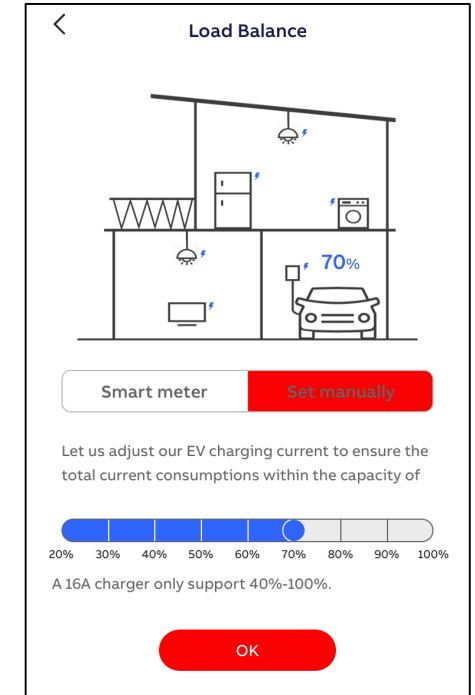 Load Balance
70%
Smart meter
Set manually
Let us adjust our EV charging current to ensure the
total current consumptions within the capacity of
20% 30% 40% 50% 60% 70% 80% 90% 100%
A 16A charger only support 40%-100%.
OK